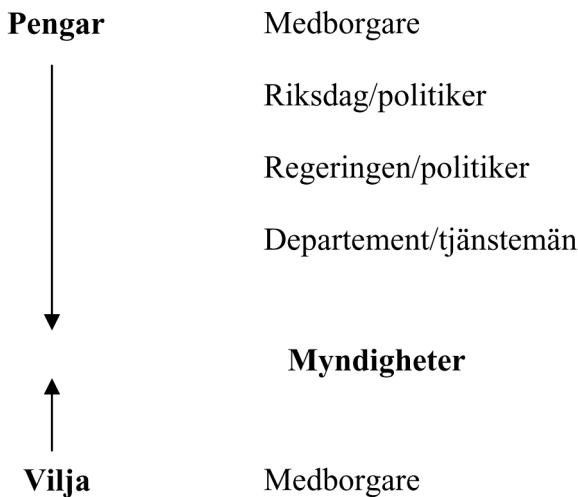 Pengar Medborgare
Riksdag/politiker
Regeringen/politiker
Departement/tjänstemän
Myndigheter
Vilja Medborgare